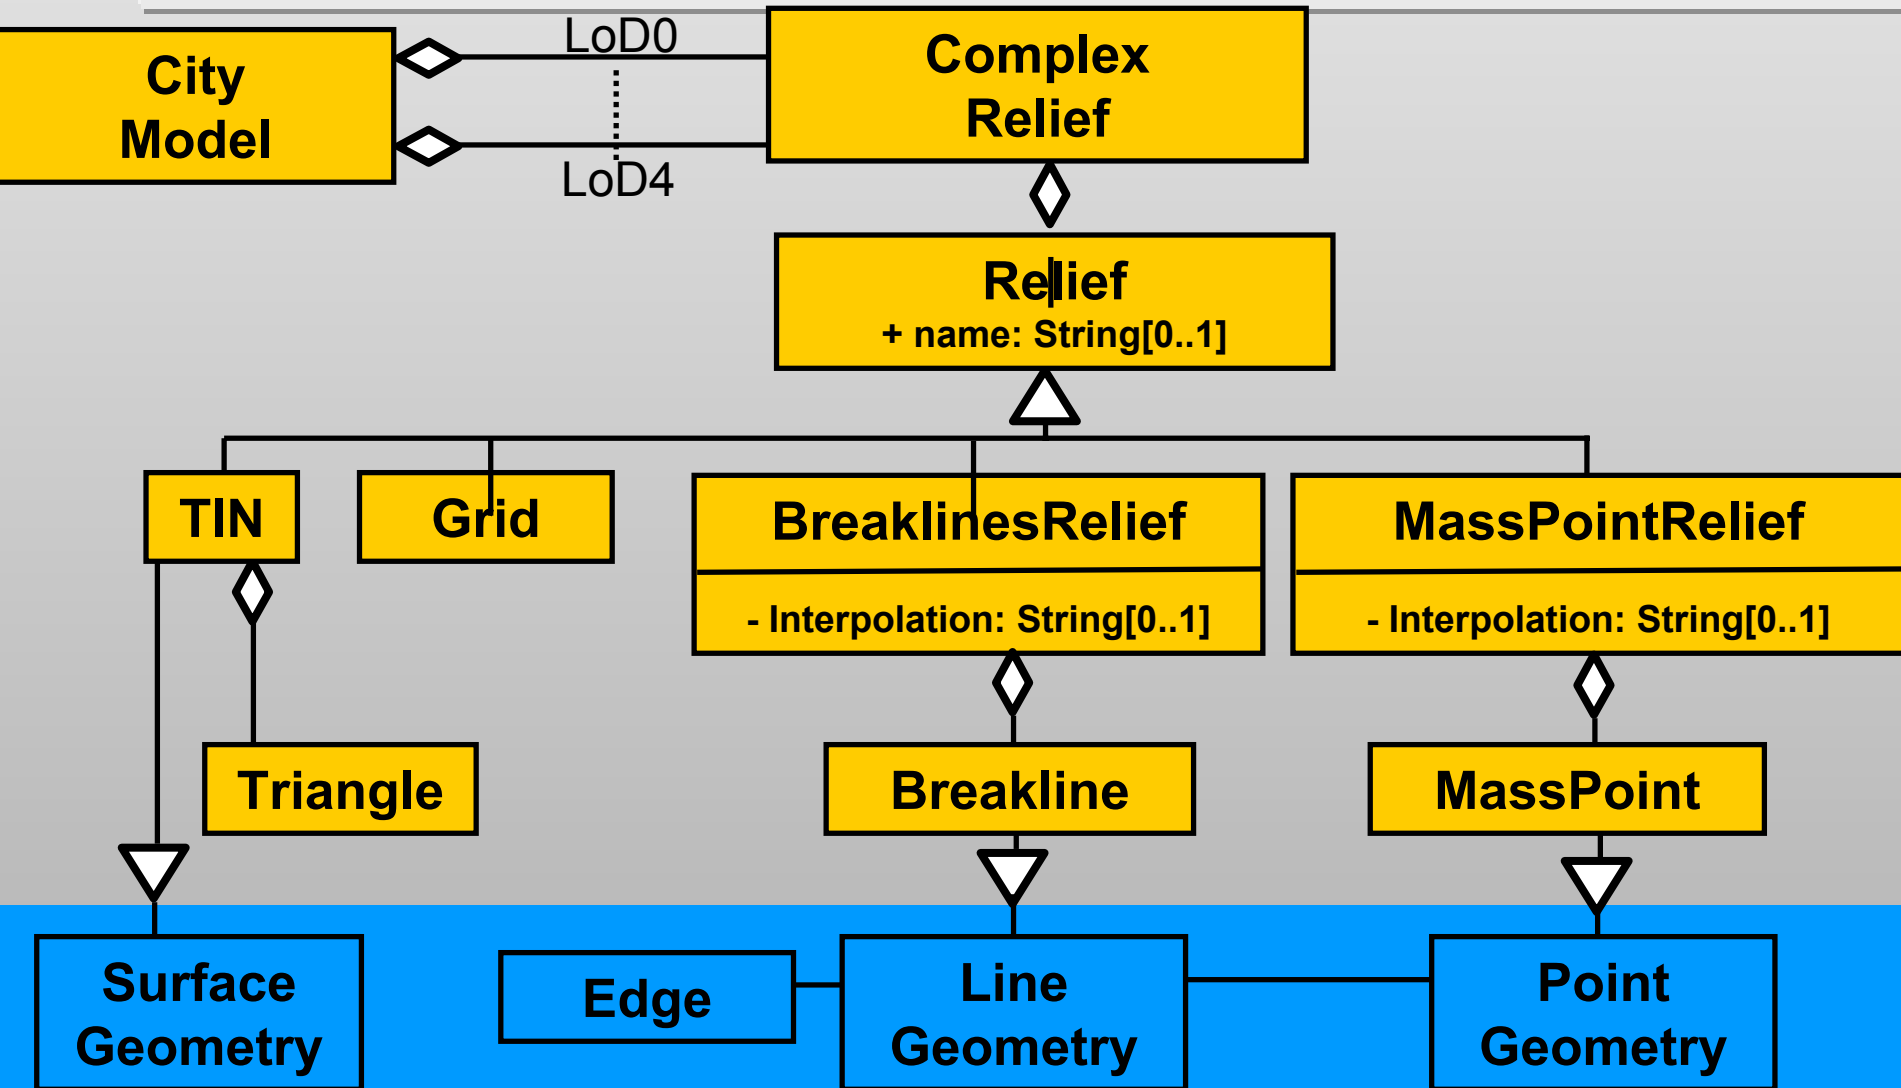 LoD0
City
Model
Complex
Relief
LoD4
Relief
+ name: String[0..1]
TIN
Grid
BreaklinesRelief
MassPointRelief
- Interpolation: String[0..1]
- Interpolation: String[0..1]
Triangle
Breakline
MassPoint
Surface
Geometry
Edge
Line
Geometry
Point
Geometry